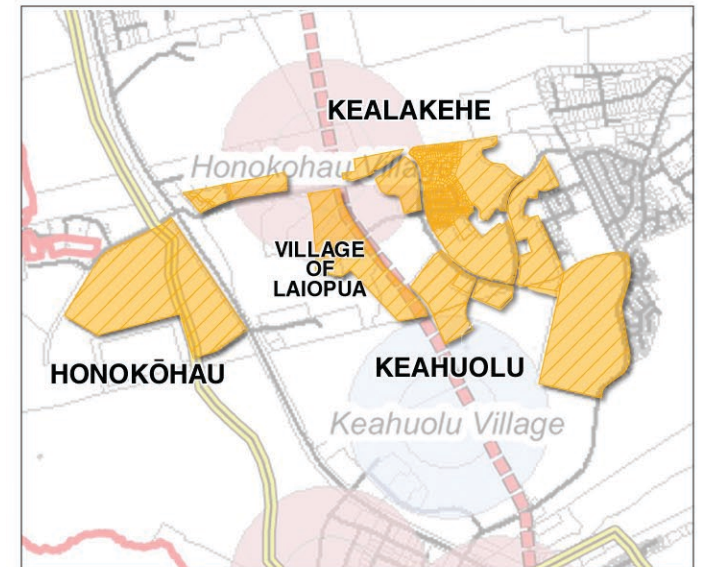 KEALAKEHE
Honokohau Village
VILLAGE
OF
LAIOPUA
HONOKŌHAU
KEAHUOLU
Keahuolu Village